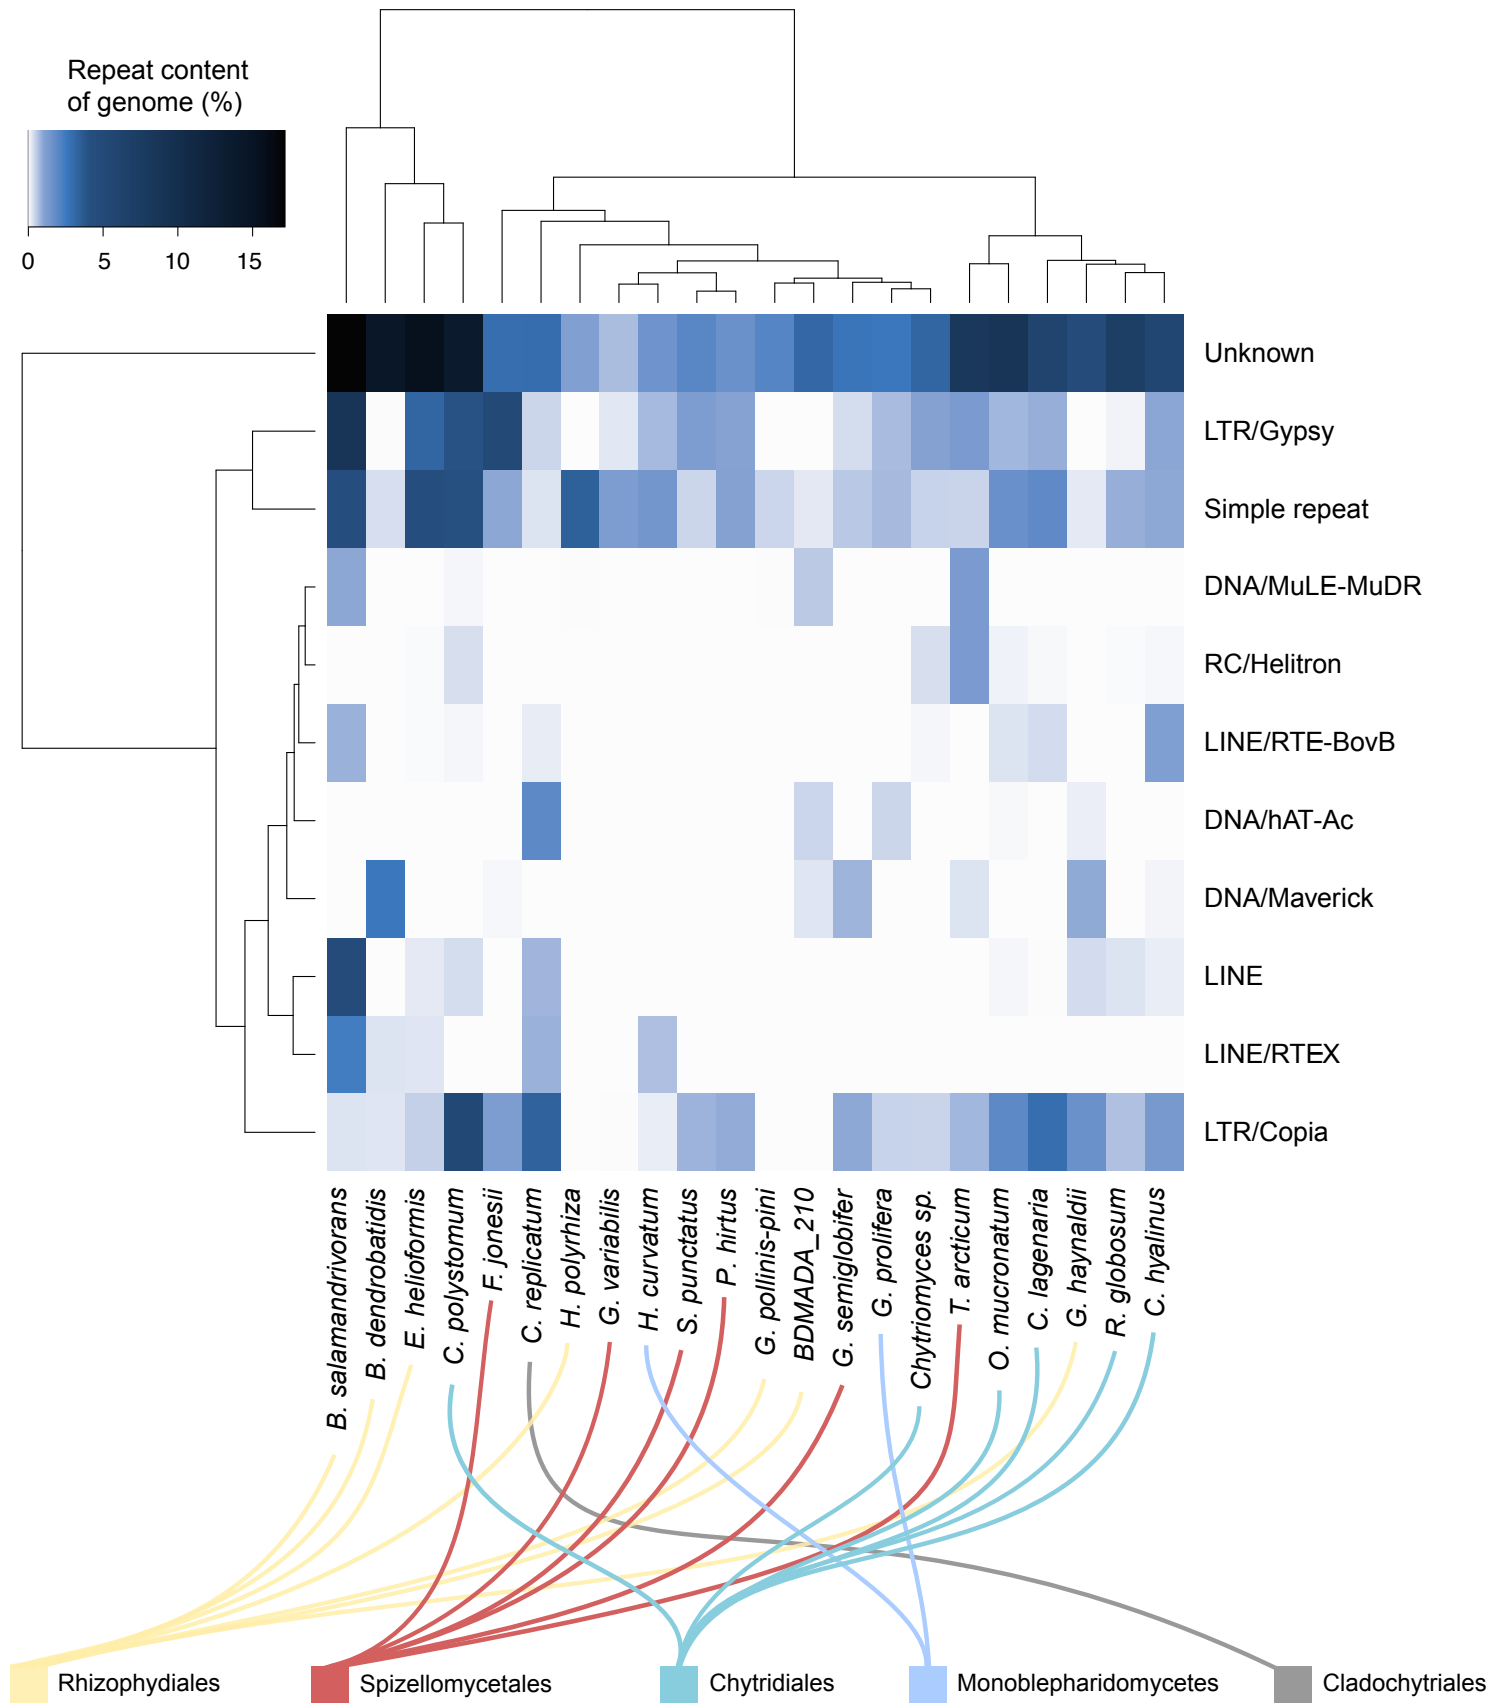 Repeat content
of genome (%)
0 5 10 15
Unknown
LTR/Gypsy
Simple repeat
DNA/MuLE-MuDR
RC/Helitron
LINE/RTE-BovB
DNA/hAT-Ac
DNA/Maverick
LINE
LINE/RTEX
LTR/Copia
B. salamandrivorans
B. dendrobatidis
E. helioformis
C. polystomum
F. jonesii
C. replicatum
H. polyrhiza
G. variabilis
H. curvatum
S. punctatus
P. hirtus
G. pollinis-pini
BDMADA_210
G. semiglobifer
G. prolifera
Chytriomyces sp.
T. arcticum
O. mucronatum
C. lagenaria
G. haynaldii
R. globosum
C. hyalinus
Rhizophydiales
Spizellomycetales
Chytridiales
Monoblepharidomycetes
Cladochytriales